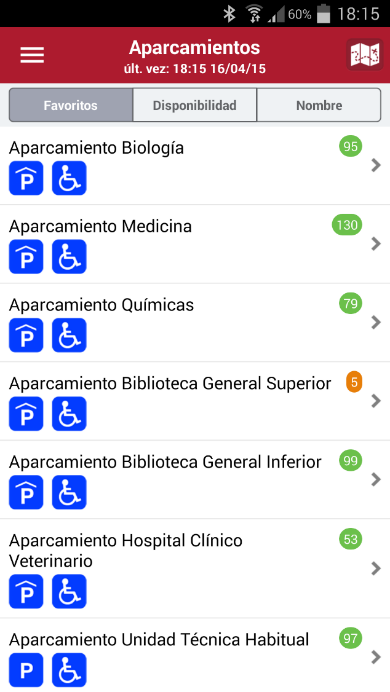 60% 18:15
Aparcamientos
últ. vez: 18:15 16/04/15
Favoritos Disponibilidad Nombre
Aparcamiento Biología 95
P
Aparcamiento Medicina 130
P
Aparcamiento Químicas 79
P
Aparcamiento Biblioteca General Superior 5
P
Aparcamiento Biblioteca General Inferior 99
P
Aparcamiento Hospital Clínico 53
Veterinario
P
Aparcamiento Unidad Técnica Habitual 97
P